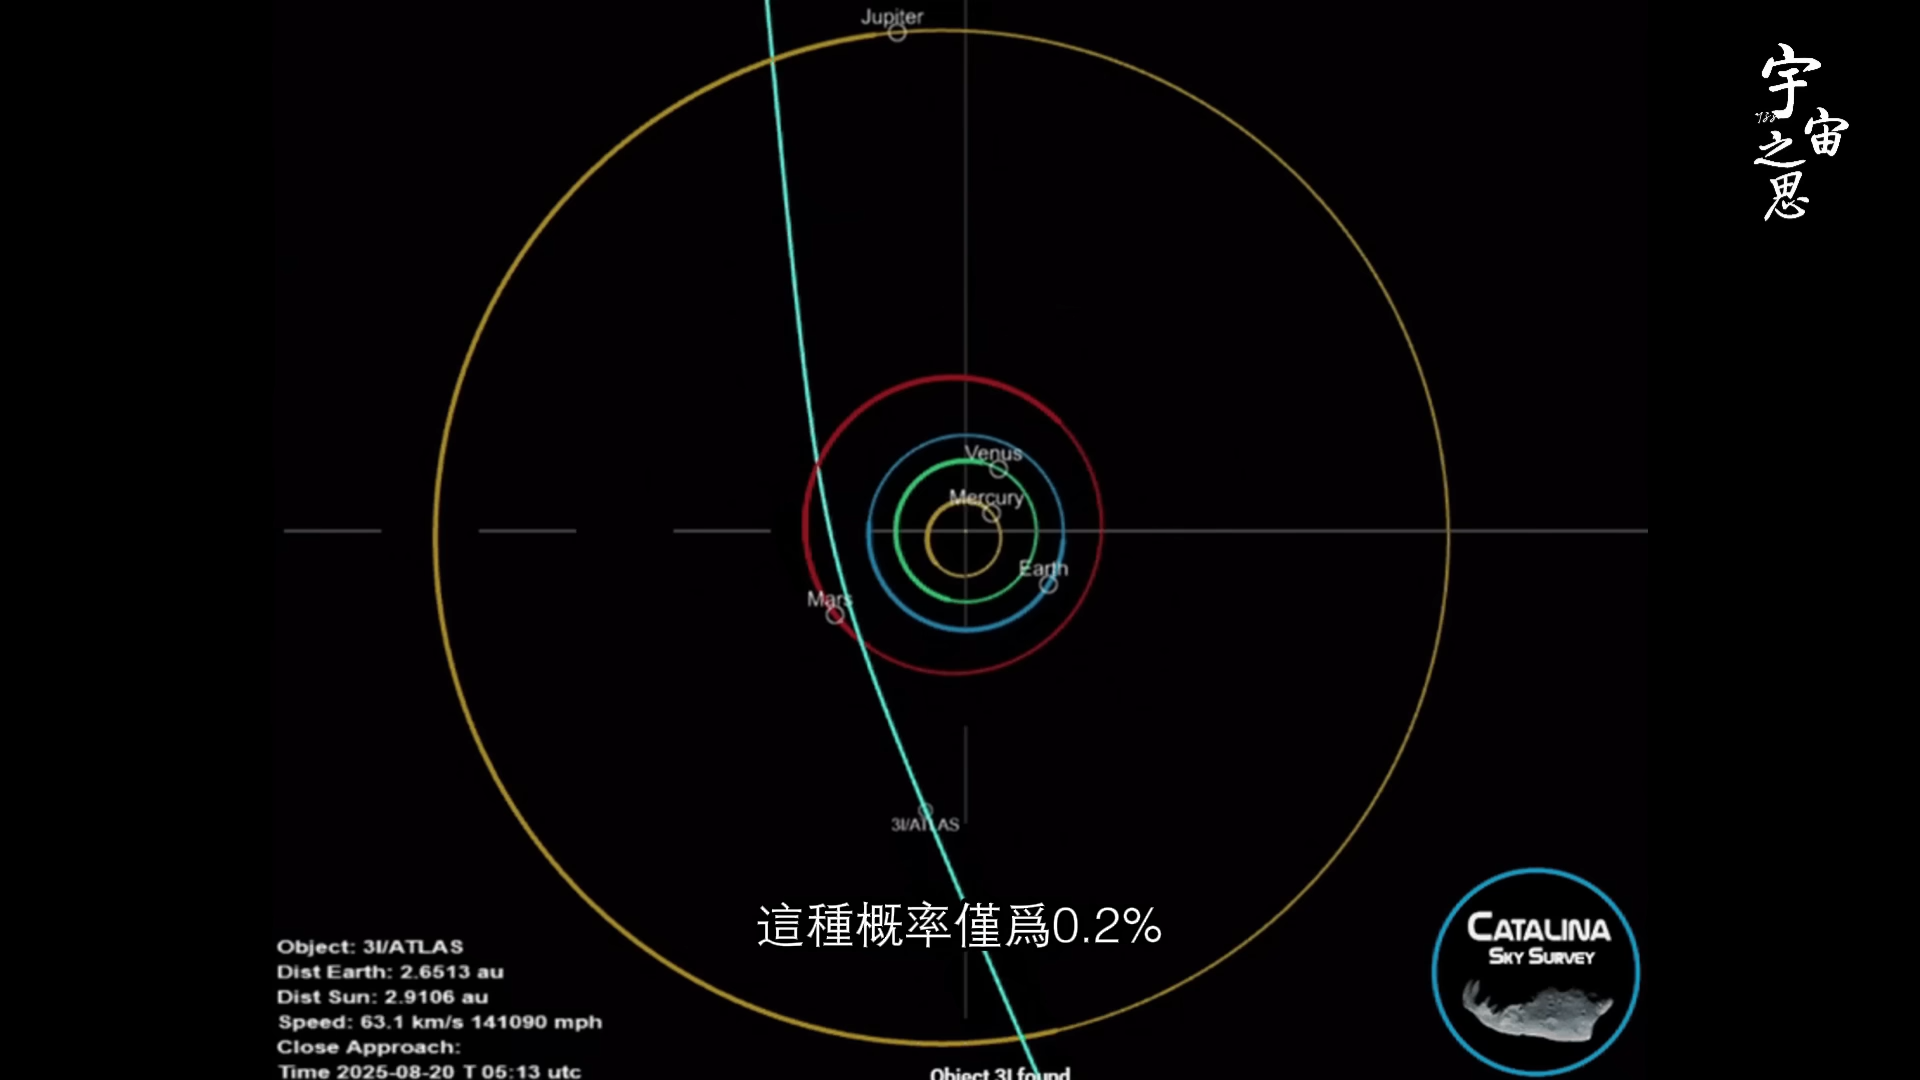 Jupiter
宇宙之思
Venus
Mercury
Earth
Mars
3I/ATLAS
這種概率僅爲0.2%
Object: 3I/ATLAS
Dist Earth: 2.6513 au
Dist Sun: 2.9106 au
Speed: 63.1 km/s 141090 mph
Close Approach:
Time 2025-08-20 T 05:13 utc
Object 3I found
CATALINA
SKY SURVEY